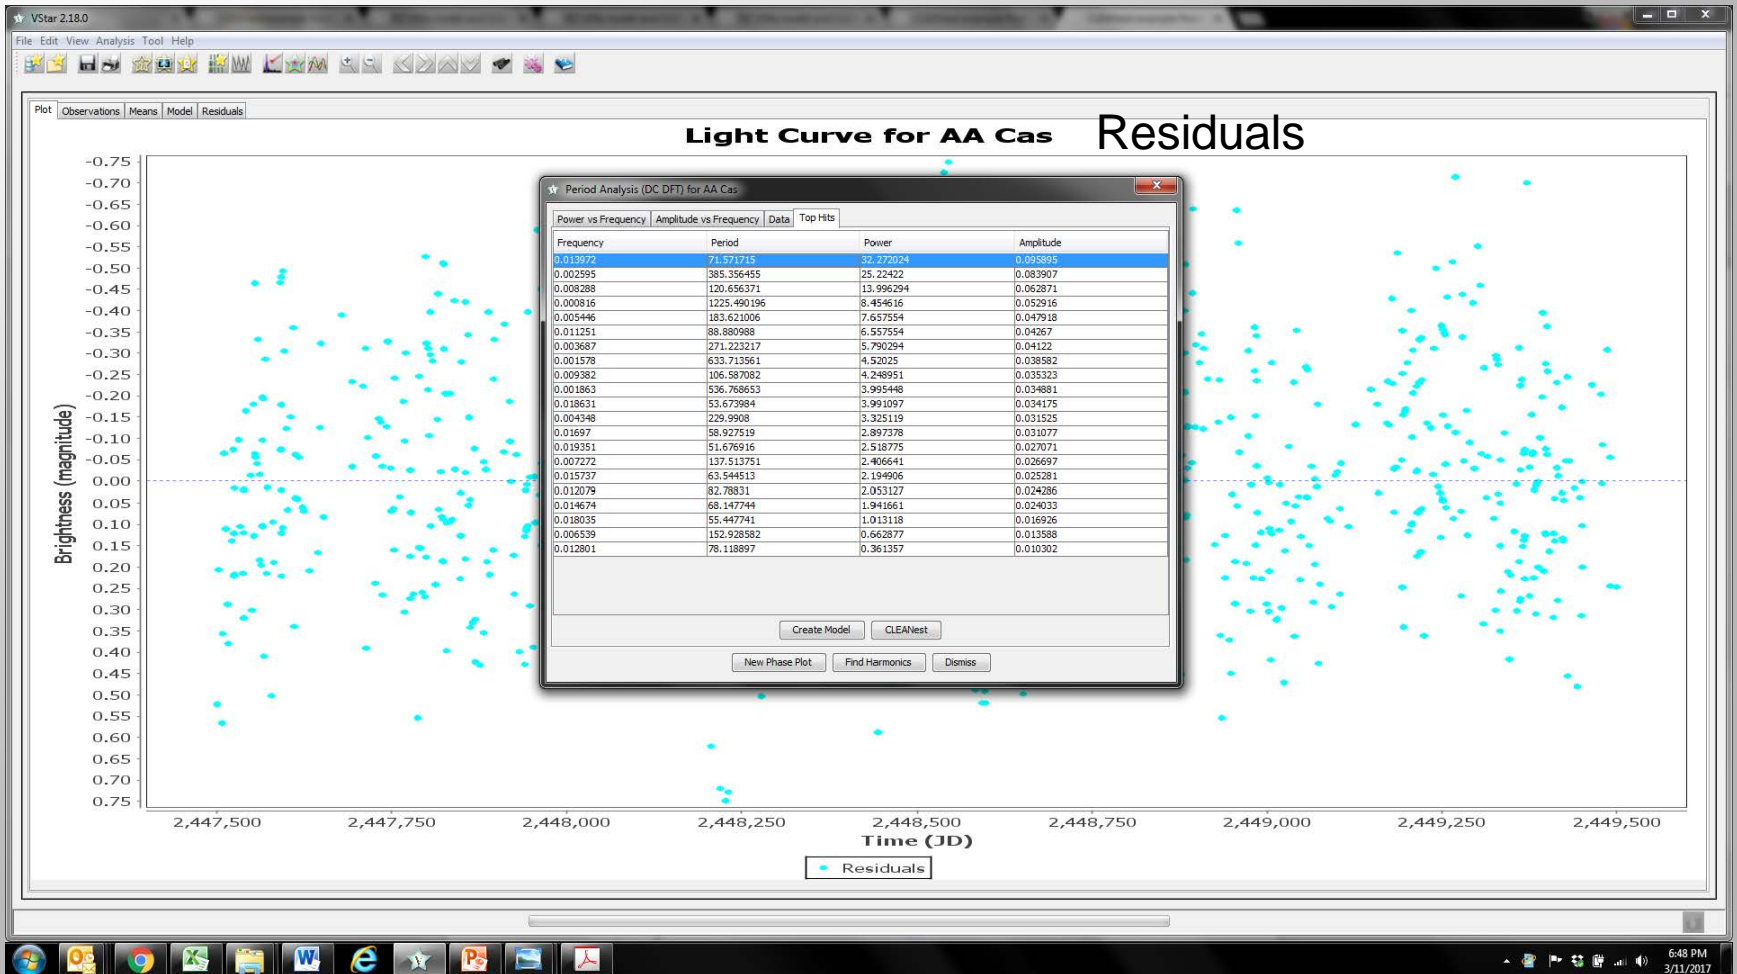 VStar 2.18.0
File Edit View Analysis Tool Help
Plot Observations Means Model Residuals
Light Curve for AA Cas Residuals
Period Analysis (DC DFT) for AA Cas
Power vs Frequency Amplitude vs Frequency Data Top Hits
Frequency Period Power Amplitude
0.013972 71.571715 32.272024 0.095895
0.002595 385.356455 25.22422 0.083907
0.008288 120.656371 13.996294 0.062871
0.000816 1225.490196 8.454616 0.052916
0.005446 183.621006 7.657554 0.047918
0.011251 88.880988 6.557554 0.04267
0.003687 271.223217 5.790294 0.04122
0.001578 633.713561 4.52025 0.038582
0.009382 106.587082 4.248951 0.035323
0.001863 536.768653 3.995448 0.034881
0.018631 53.673984 3.991097 0.034175
0.004348 229.9908 3.325119 0.031525
0.01697 58.927519 2.897378 0.031077
0.019351 51.676916 2.518775 0.027071
0.007272 137.513751 2.406641 0.026697
0.015737 63.544513 2.194906 0.025281
0.012079 82.78831 2.053127 0.024286
0.014674 68.147744 1.941661 0.024033
0.018035 55.447741 1.013118 0.016926
0.006539 152.928582 0.662877 0.013588
0.012801 78.118897 0.361357 0.010302
Create Model CLEANest
New Phase Plot Find Harmonics Dismiss
Brightness (magnitude)
-0.75
-0.70
-0.65
-0.60
-0.55
-0.50
-0.45
-0.40
-0.35
-0.30
-0.25
-0.20
-0.15
-0.10
-0.05
0.00
0.05
0.10
0.15
0.20
0.25
0.30
0.35
0.40
0.45
0.50
0.55
0.60
0.65
0.70
0.75
2,447,500 2,447,750 2,448,000 2,448,250 2,448,500 2,448,750 2,449,000 2,449,250 2,449,500
Time (JD)
Residuals
6:48 PM
3/11/2017